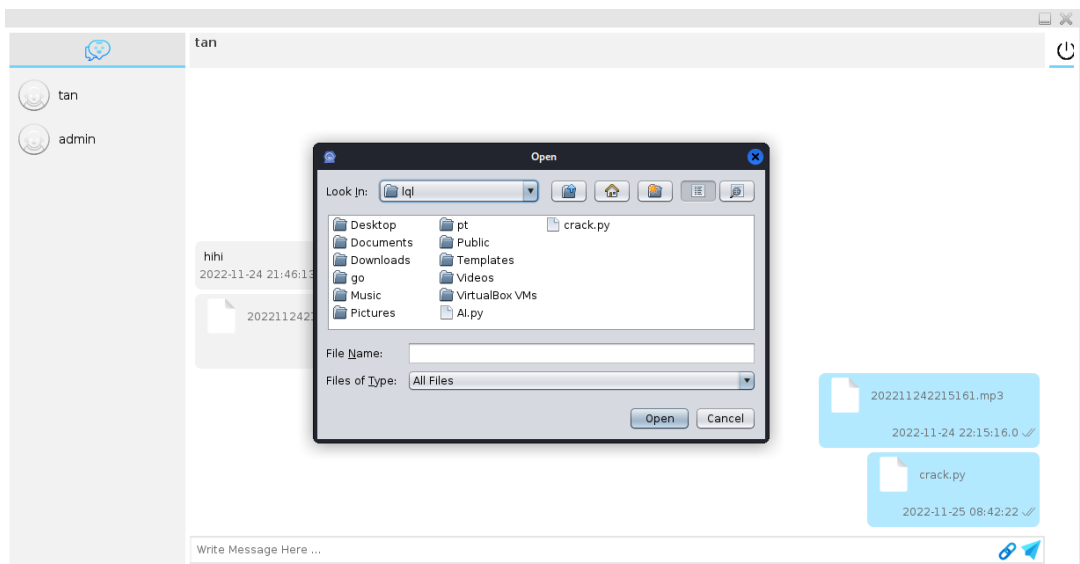 tan
tan
admin
Open
Look In: lql
Desktop
Documents
Downloads
go
Music
Pictures
pt
Public
Templates
Videos
VirtualBox VMs
AI.py
crack.py
File Name:
Files of Type: All Files
Open Cancel
hihi
2022-11-24 21:46:13
202211242
202211242215161.mp3
2022-11-24 22:15:16.0
crack.py
2022-11-25 08:42:22
Write Message Here ...